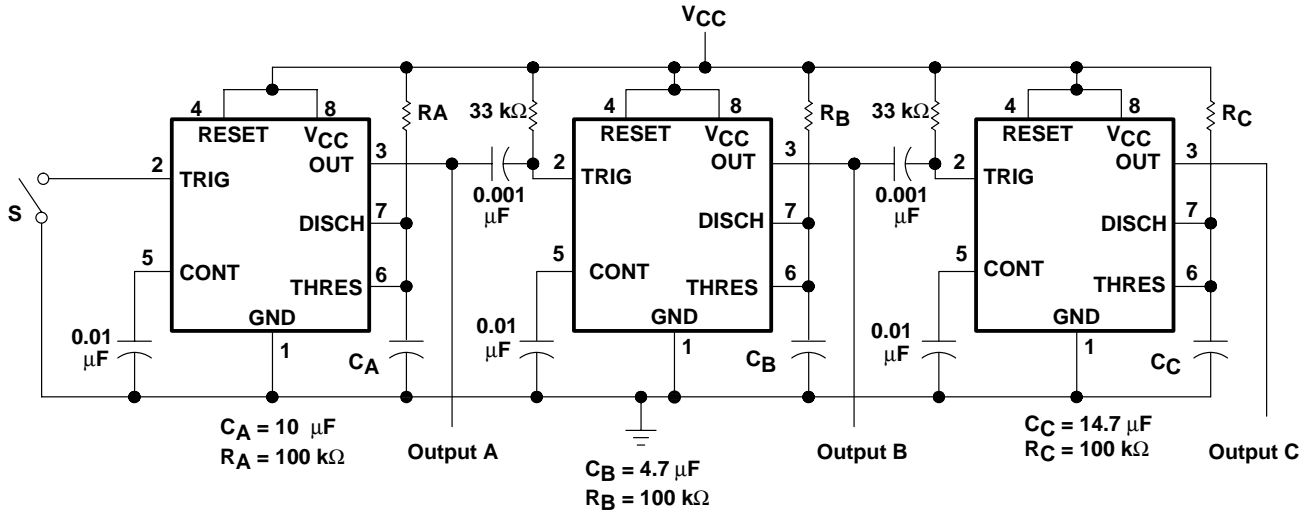 VCC
4
8
RESET
VCC
RA
33 kΩ
3
OUT
2
TRIG
0.001
μF
S
DISCH
7
5
CONT
THRES
6
GND
1
0.01
μF
CA
CA = 10 μF
RA = 100 kΩ
Output A
4
8
RESET
VCC
RB
33 kΩ
3
OUT
2
TRIG
0.001
μF
DISCH
7
5
CONT
THRES
6
GND
1
0.01
μF
CB
CB = 4.7 μF
RB = 100 kΩ
Output B
4
8
RESET
VCC
RC
3
OUT
2
TRIG
DISCH
7
5
CONT
THRES
6
GND
1
0.01
μF
CC
CC = 14.7 μF
RC = 100 kΩ
Output C